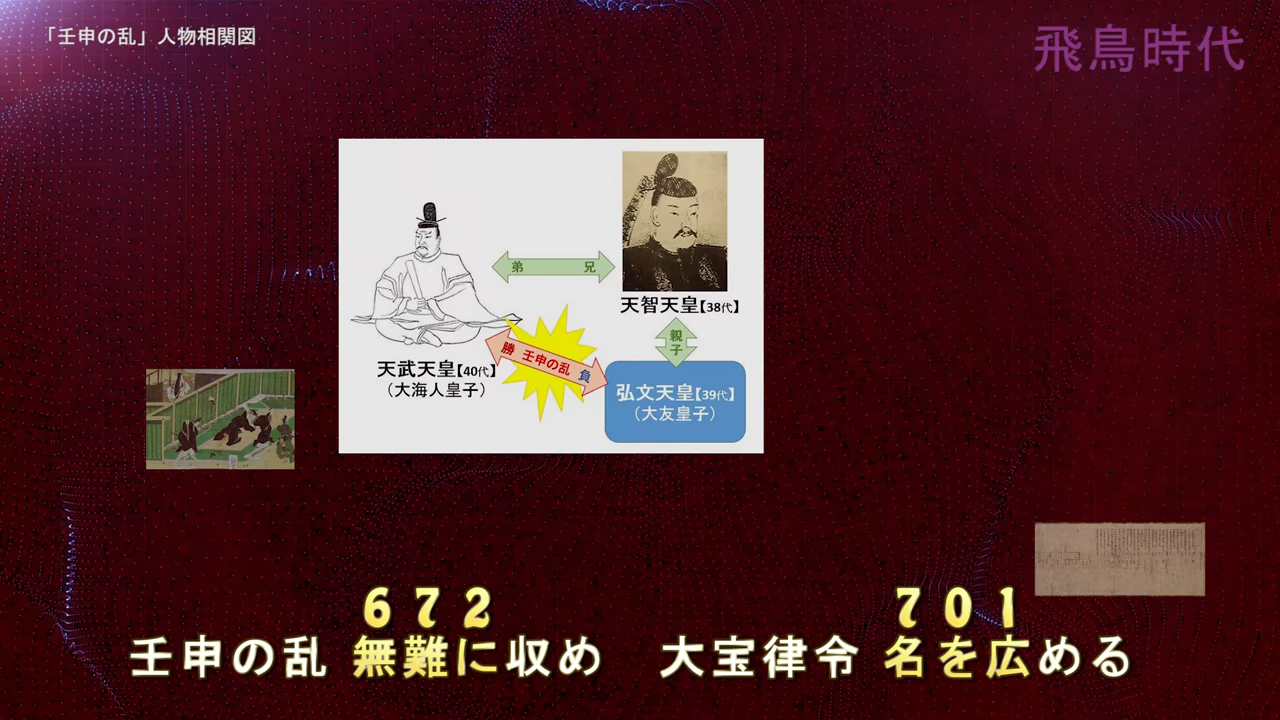 「壬申の乱」人物相関図
飛鳥時代
弟 兄
天智天皇【38代】
親子
勝 壬申の乱 負
天武天皇【40代】
(大海人皇子)
弘文天皇【39代】
(大友皇子)
672
701
壬申の乱 無難に収め 大宝律令 名を広める